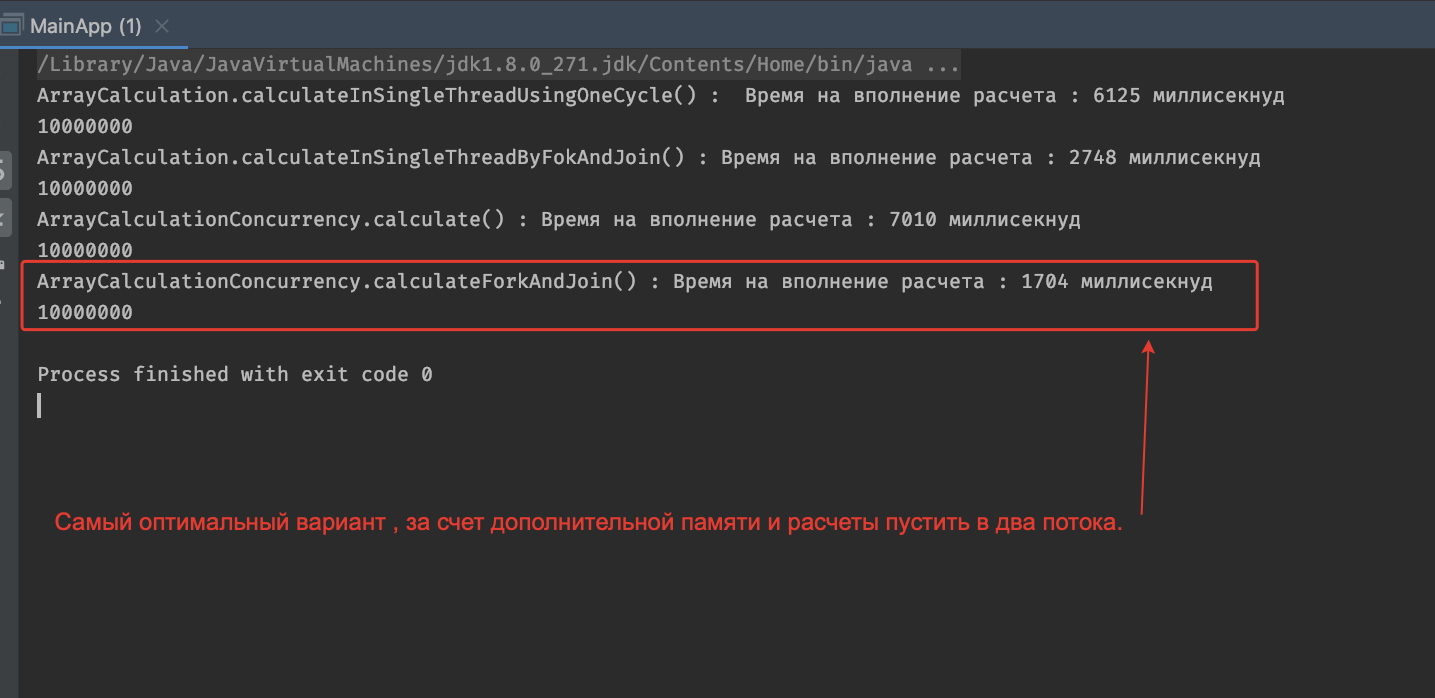 MainApp (1)
/Library/Java/JavaVirtualMachines/jdk1.8.0_271.jdk/Contents/Home/bin/java ...
ArrayCalculation.calculateInSingleThreadUsingOneCycle() :  Время на вполнение расчета : 6125 миллисекнуд
10000000
ArrayCalculation.calculateInSingleThreadByFokAndJoin() : Время на вполнение расчета : 2748 миллисекнуд
10000000
ArrayCalculationConcurrency.calculate() : Время на вполнение расчета : 7010 миллисекнуд
10000000
ArrayCalculationConcurrency.calculateForkAndJoin() : Время на вполнение расчета : 1704 миллисекнуд
10000000
Process finished with exit code 0
Самый оптимальный вариант , за счет дополнительной памяти и расчеты пустить в два потока.